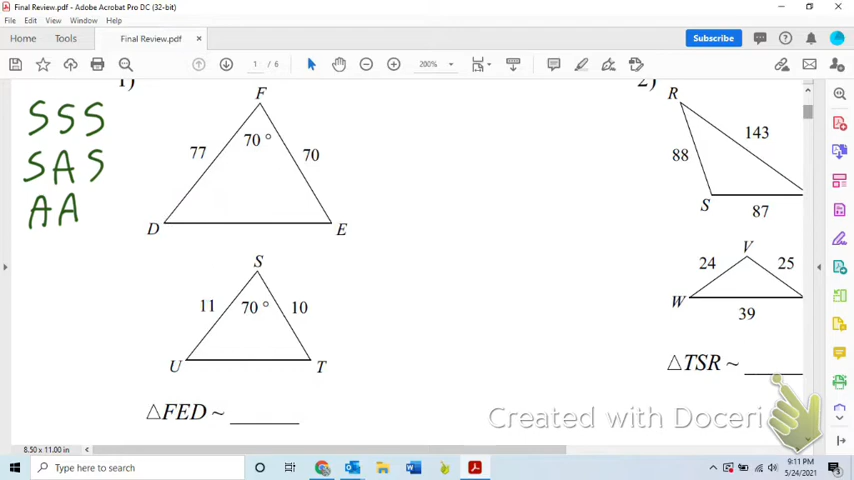 Final Review.pdf - Adobe Acrobat Pro DC (32-bit)
File Edit View Window Help
Home Tools Final Review.pdf × Subscribe
1 / 6 200%
1)
2)
SSS
SAS
AA
F
77 70° 70
D E
S
11 70° 10
U T
△FED ~ ______
R
143
88
S
87
V
24 25
W
39
△TSR ~ ______
Created with Doceri
8.50 x 11.00 in
Type here to search
9:11 PM
5/24/2021
3